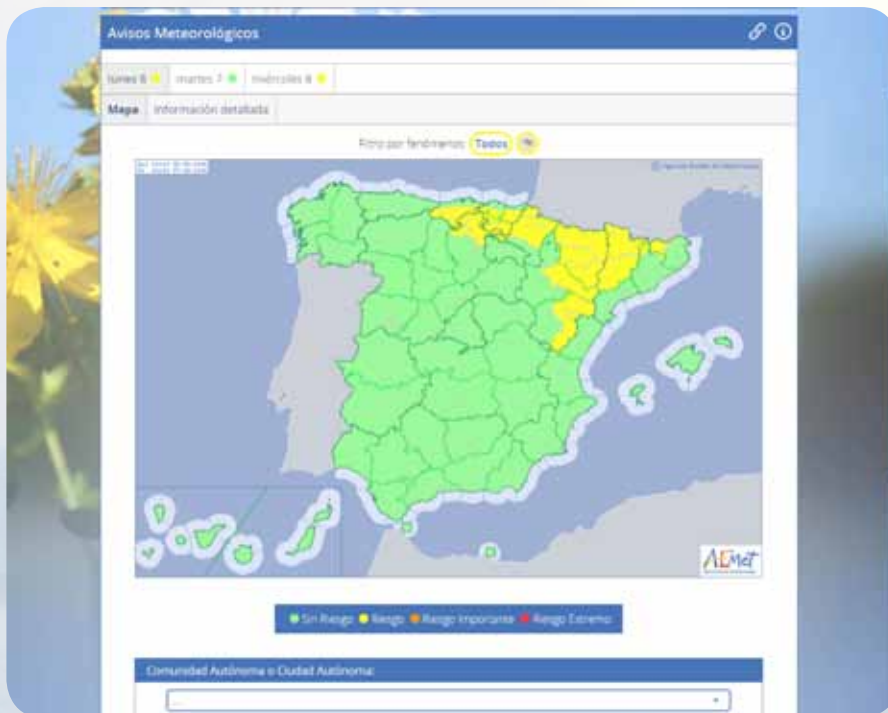 Avisos Meteorológicos
lunes 6 martes 7 miércoles 8
Mapa Información detallada
Filtro por fenómenos: Todos
AEMet
Sin Riesgo Riesgo Riesgo Importante Riesgo Extremo
Comunidad Autónoma o Ciudad Autónoma:
...